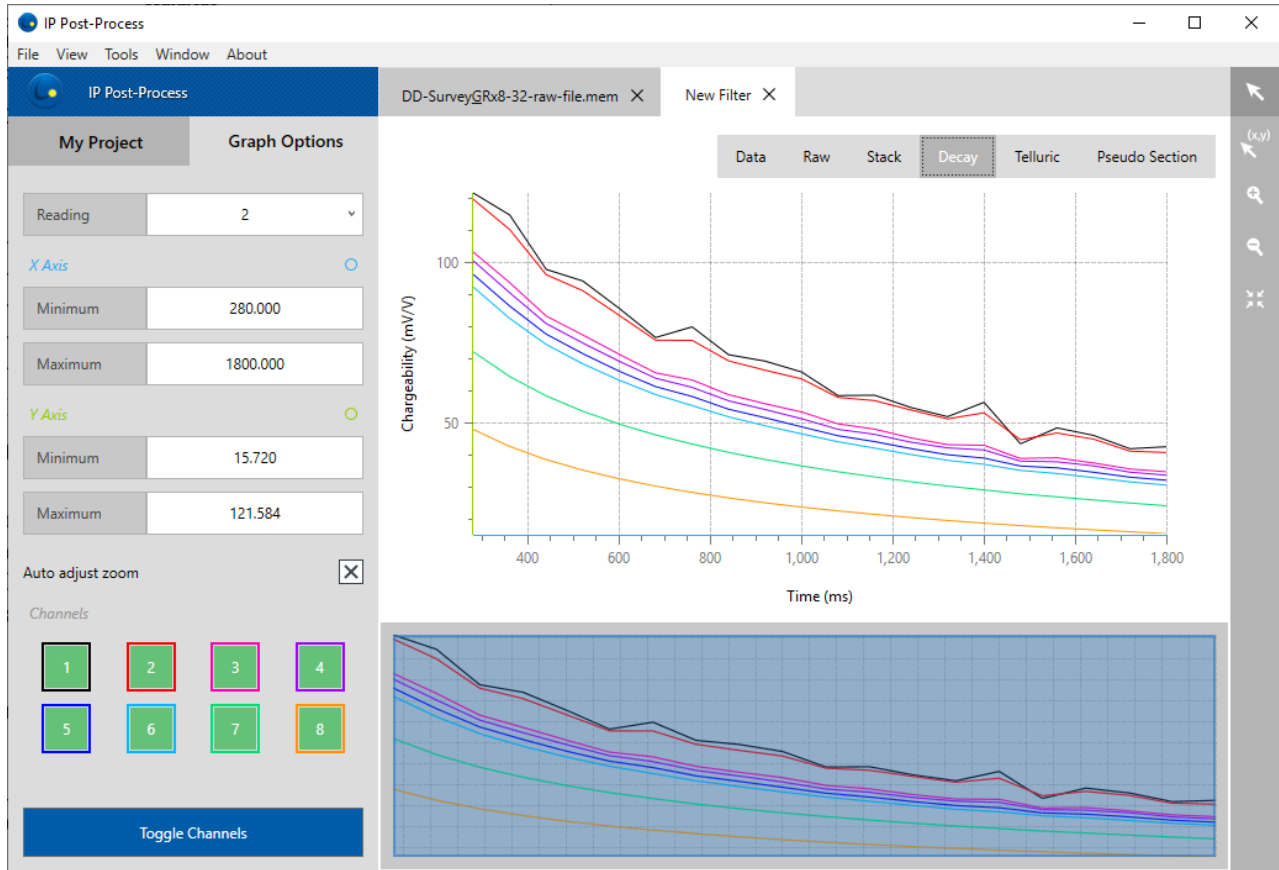 IP Post-Process
File View Tools Window About
IP Post-Process
DD-SurveyGRx8-32-raw-file.mem
New Filter
My Project
Graph Options
Data Raw Stack Decay Telluric Pseudo Section
(x,y)
Reading 2
X Axis
Minimum 280.000
Maximum 1800.000
Y Axis
Minimum 15.720
Maximum 121.584
Auto adjust zoom
Channels
1 2 3 4
5 6 7 8
Toggle Channels
Chargeability (mV/V)
100
50
400 600 800 1,000 1,200 1,400 1,600 1,800
Time (ms)